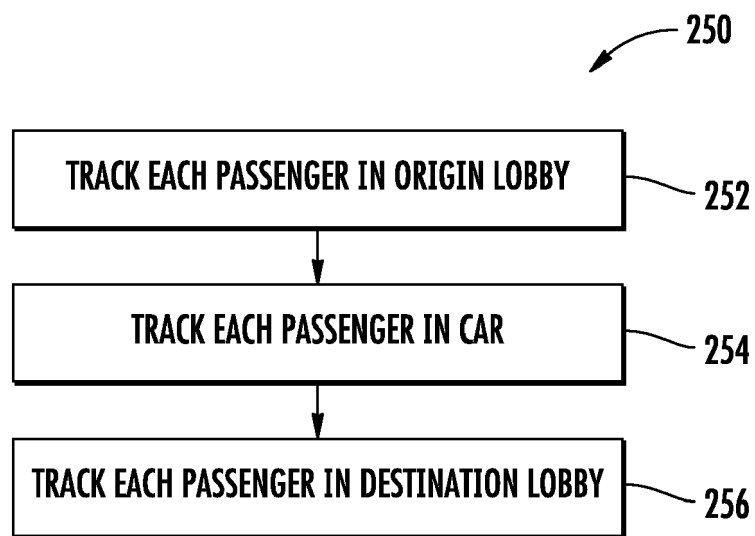 250
TRACK EACH PASSENGER IN ORIGIN LOBBY
252
TRACK EACH PASSENGER IN CAR
254
TRACK EACH PASSENGER IN DESTINATION LOBBY
256